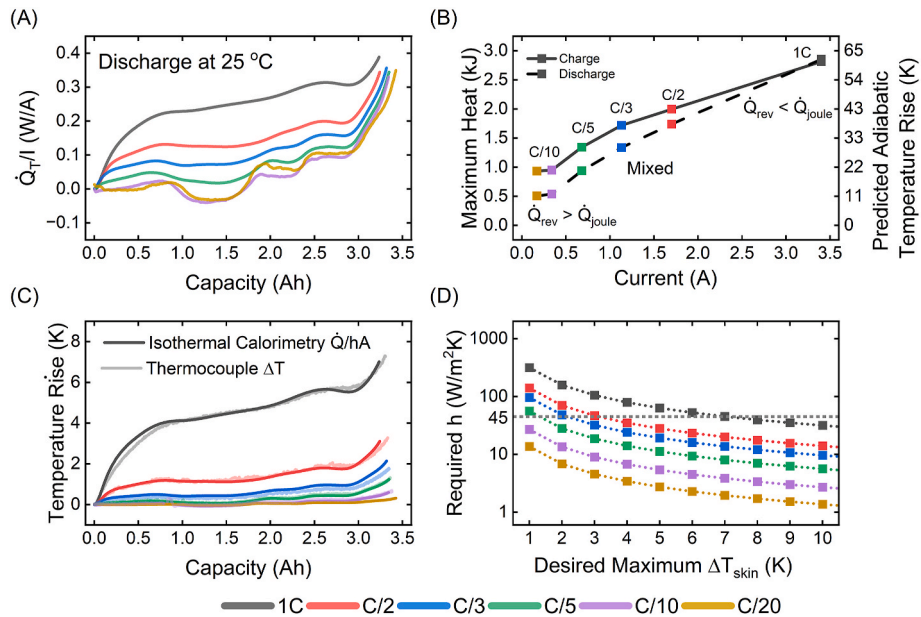 (A)
Discharge at 25 °C
Q̇T/I (W/A)
0.4
0.3
0.2
0.1
0.0
−0.1
0.0 0.5 1.0 1.5 2.0 2.5 3.0 3.5
Capacity (Ah)
(B)
Maximum Heat (kJ)
3.0
2.5
2.0
1.5
1.0
0.5
0.0
Charge
Discharge
C/10
C/5
C/3
C/2
1C
Q̇rev < Q̇joule
Mixed
Q̇rev > Q̇joule
65
54
43
32
22
11
0
Predicted Adiabatic
Temperature Rise (K)
0.0 0.5 1.0 1.5 2.0 2.5 3.0 3.5
Current (A)
(C)
Temperature Rise (K)
8
6
4
2
0
Isothermal Calorimetry Q̇/hA
Thermocouple ΔT
0.0 0.5 1.0 1.5 2.0 2.5 3.0 3.5
Capacity (Ah)
(D)
Required h (W/m²K)
1000
100
45
10
1
1 2 3 4 5 6 7 8 9 10
Desired Maximum ΔTskin (K)
1C C/2 C/3 C/5 C/10 C/20